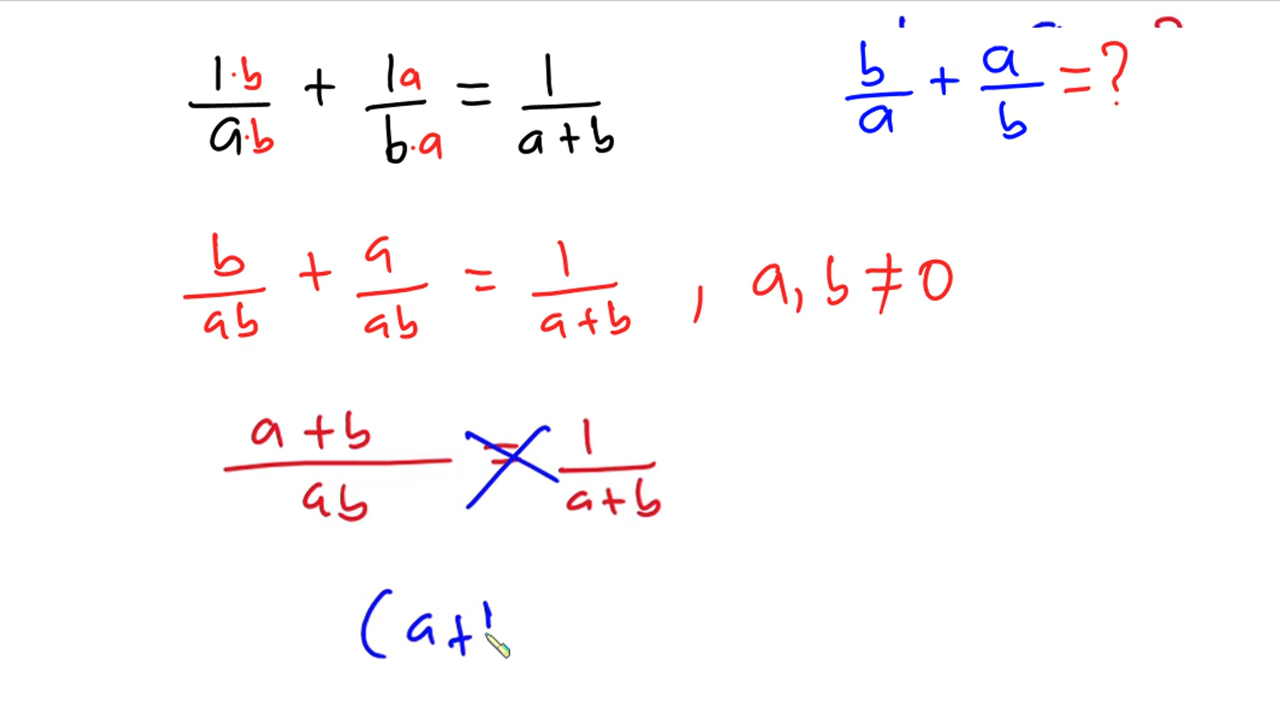 1·b/a·b + 1a/b·a = 1/a+b
b/a + a/b = ?
b/ab + a/ab = 1/a+b , a, b ≠ 0
a+b/ab = 1/a+b
(a+